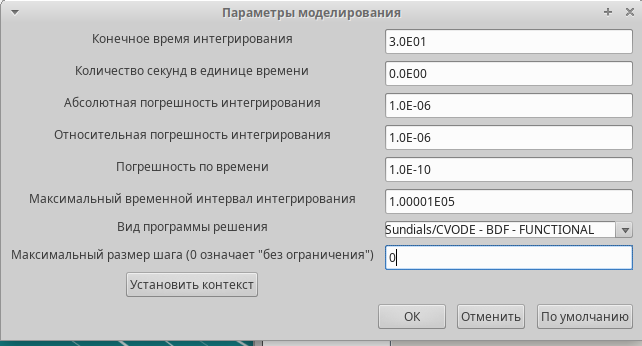 Параметры моделирования
Конечное время интегрирования 3.0E01
Количество секунд в единице времени 0.0E00
Абсолютная погрешность интегрирования 1.0E-06
Относительная погрешность интегрирования 1.0E-06
Погрешность по времени 1.0E-10
Максимальный временной интервал интегрирования 1.00001E05
Вид программы решения Sundials/CVODE - BDF - FUNCTIONAL
Максимальный размер шага (0 означает "без ограничения") 0
Установить контекст
ОК Отменить По умолчанию